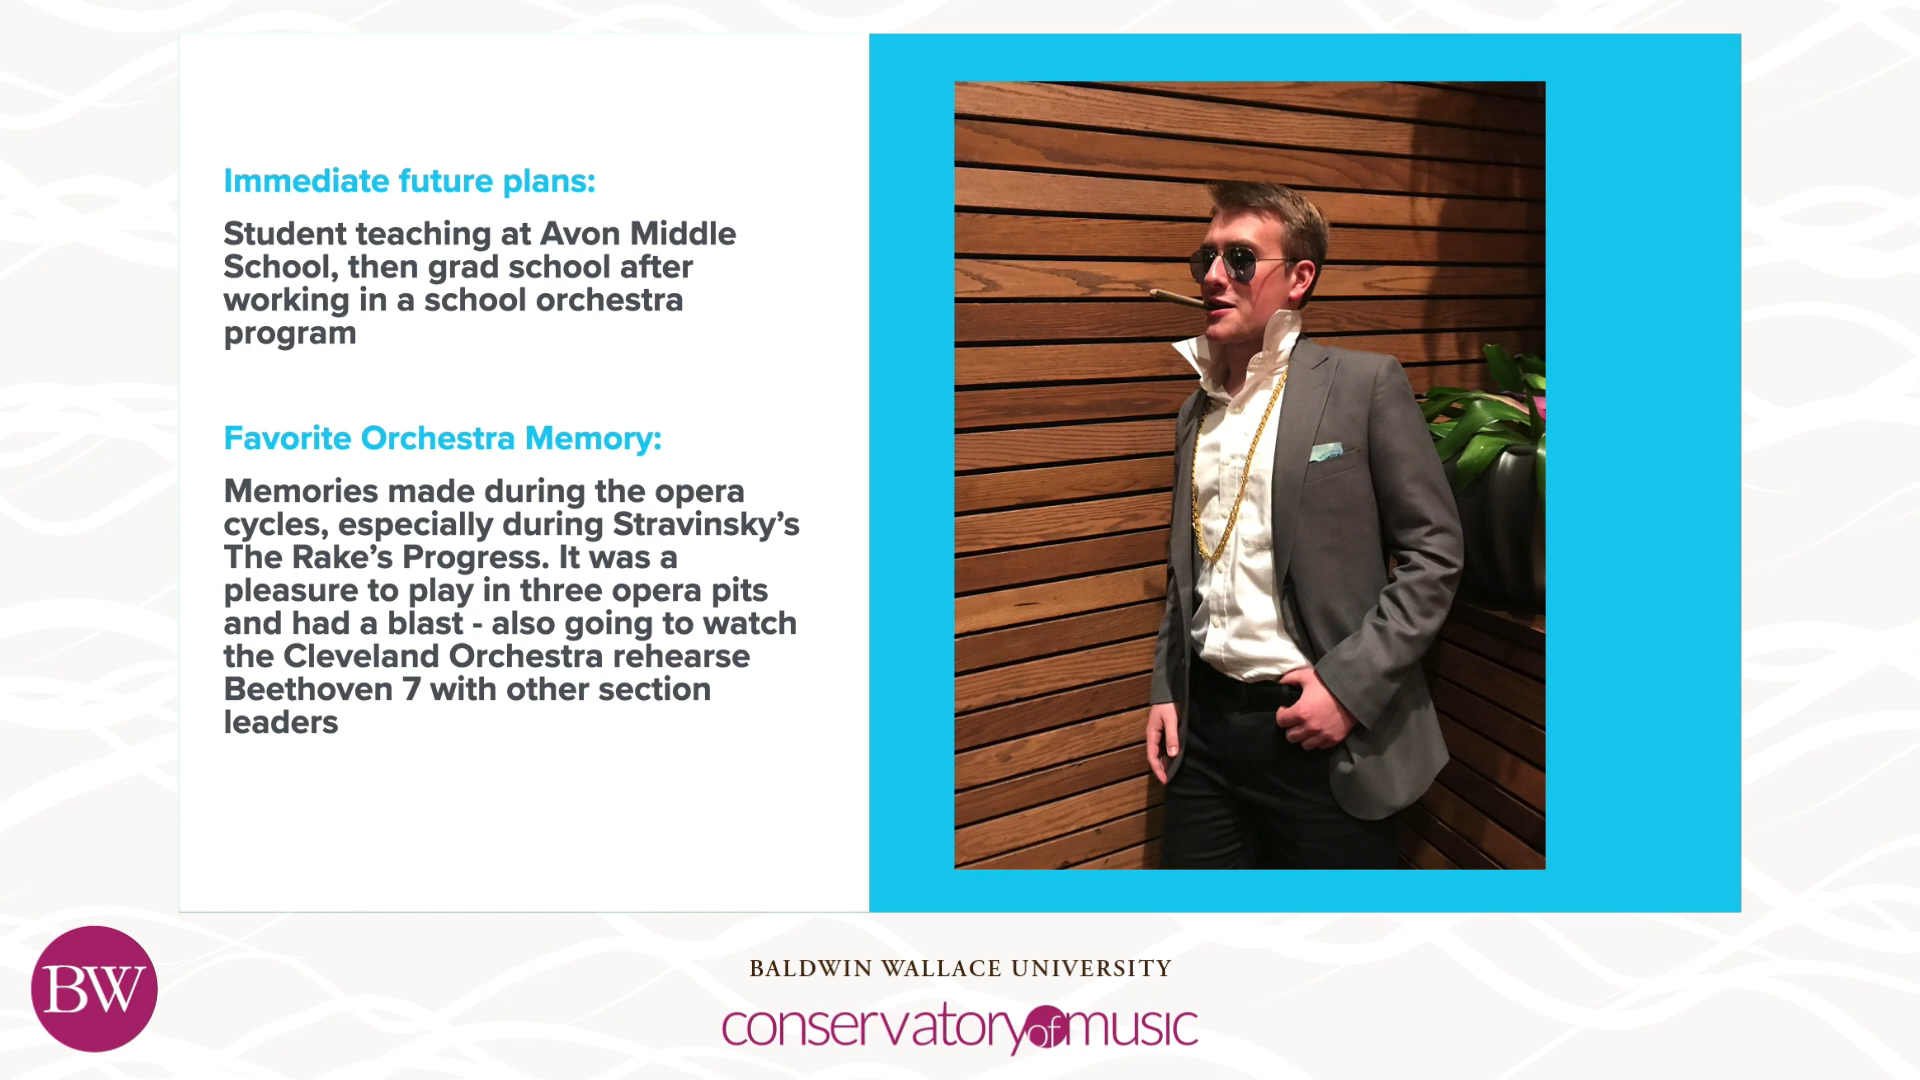 Immediate future plans:
Student teaching at Avon Middle
School, then grad school after
working in a school orchestra
program
Favorite Orchestra Memory:
Memories made during the opera
cycles, especially during Stravinsky’s
The Rake’s Progress. It was a
pleasure to play in three opera pits
and had a blast - also going to watch
the Cleveland Orchestra rehearse
Beethoven 7 with other section
leaders
BW
BALDWIN WALLACE UNIVERSITY
conservatory of music